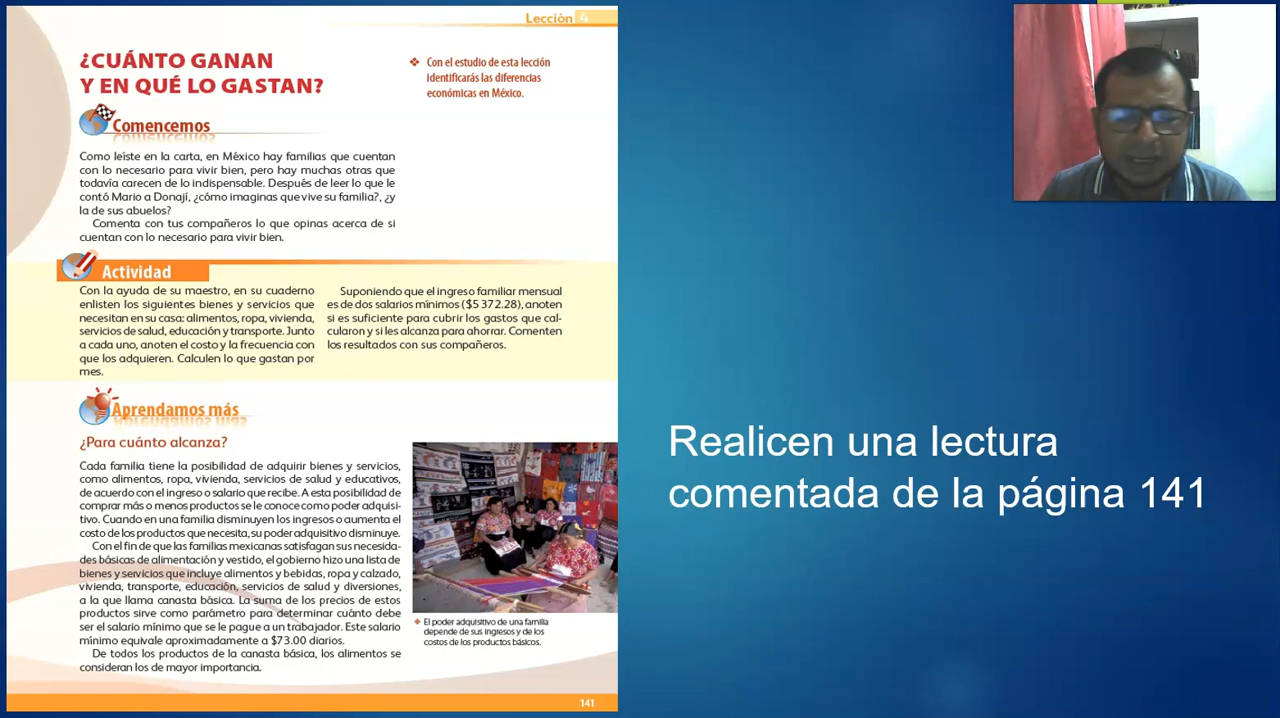 Lección 4
¿CUÁNTO GANAN
Y EN QUÉ LO GASTAN?
❖ Con el estudio de esta lección
identificarás las diferencias
económicas en México.
Comencemos
Como leíste en la carta, en México hay familias que cuentan
con lo necesario para vivir bien, pero hay muchas otras que
todavía carecen de lo indispensable. Después de leer lo que le
contó Mario a Donají, ¿cómo imaginas que vive su familia?, ¿y
la de sus abuelos?
Comenta con tus compañeros lo que opinas acerca de si
cuentan con lo necesario para vivir bien.
Actividad
Con la ayuda de su maestro, en su cuaderno
enlisten los siguientes bienes y servicios que
necesitan en su casa: alimentos, ropa, vivienda,
servicios de salud, educación y transporte. Junto
a cada uno, anoten el costo y la frecuencia con
que los adquieren. Calculen lo que gastan por
mes.
Suponiendo que el ingreso familiar mensual
es de dos salarios mínimos ($5 372.28), anoten
si es suficiente para cubrir los gastos que cal-
cularon y si les alcanza para ahorrar. Comenten
los resultados con sus compañeros.
Aprendamos más
¿Para cuánto alcanza?
Cada familia tiene la posibilidad de adquirir bienes y servicios,
como alimentos, ropa, vivienda, servicios de salud y educativos,
de acuerdo con el ingreso o salario que recibe. A esta posibilidad de
comprar más o menos productos se le conoce como poder adquisi-
tivo. Cuando en una familia disminuyen los ingresos o aumenta el
costo de los productos que necesita, su poder adquisitivo disminuye.
Con el fin de que las familias mexicanas satisfagan sus necesida-
des básicas de alimentación y vestido, el gobierno hizo una lista de
bienes y servicios que incluye alimentos y bebidas, ropa y calzado,
vivienda, transporte, educación, servicios de salud y diversiones,
a la que llama canasta básica. La suma de los precios de estos
productos sirve como parámetro para determinar cuánto debe
ser el salario mínimo que se le pague a un trabajador. Este salario
mínimo equivale aproximadamente a $73.00 diarios.
De todos los productos de la canasta básica, los alimentos se
consideran los de mayor importancia.
❖ El poder adquisitivo de una familia
depende de sus ingresos y de los
costos de los productos básicos.
141
Realicen una lectura
comentada de la página 141